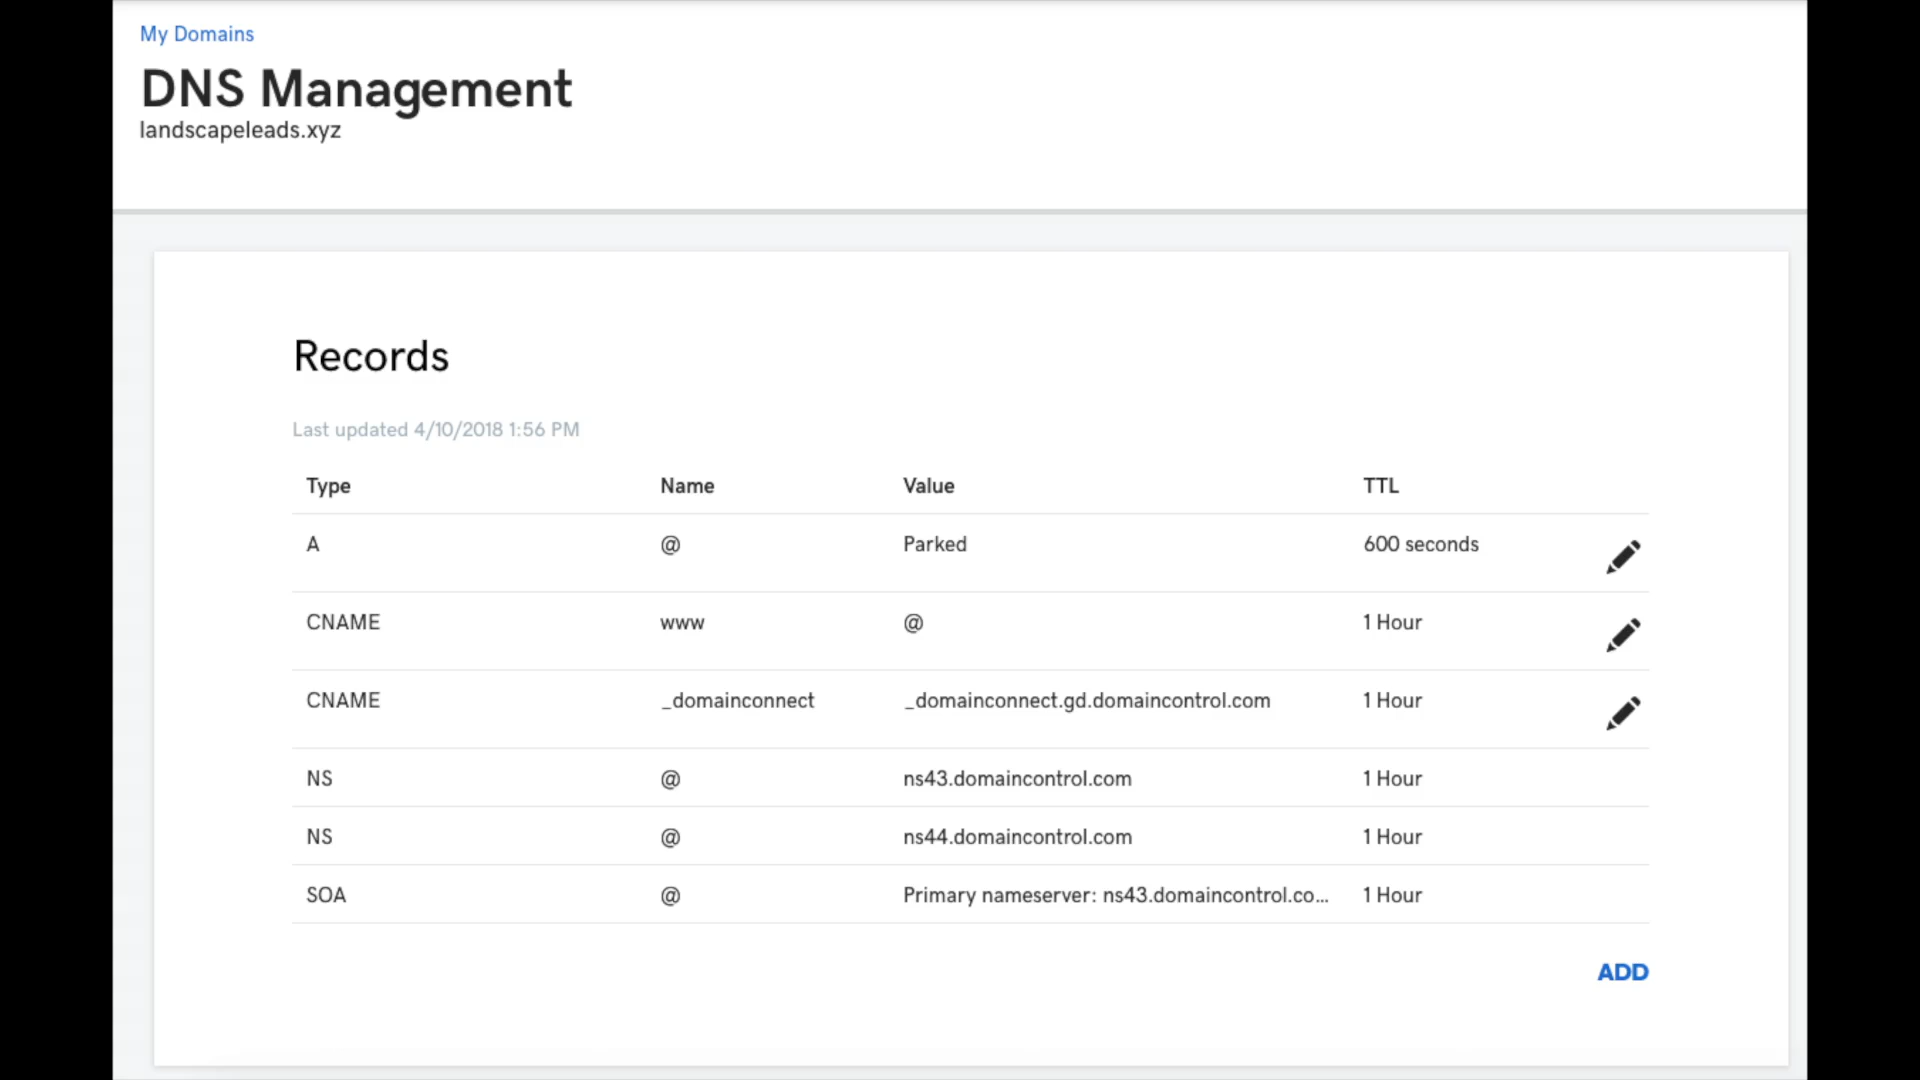 My Domains
DNS Management
landscapeleads.xyz
Records
Last updated 4/10/2018 1:56 PM
Type Name Value TTL
A @ Parked 600 seconds
CNAME www @ 1 Hour
CNAME _domainconnect _domainconnect.gd.domaincontrol.com 1 Hour
NS @ ns43.domaincontrol.com 1 Hour
NS @ ns44.domaincontrol.com 1 Hour
SOA @ Primary nameserver: ns43.domaincontrol.co... 1 Hour
ADD